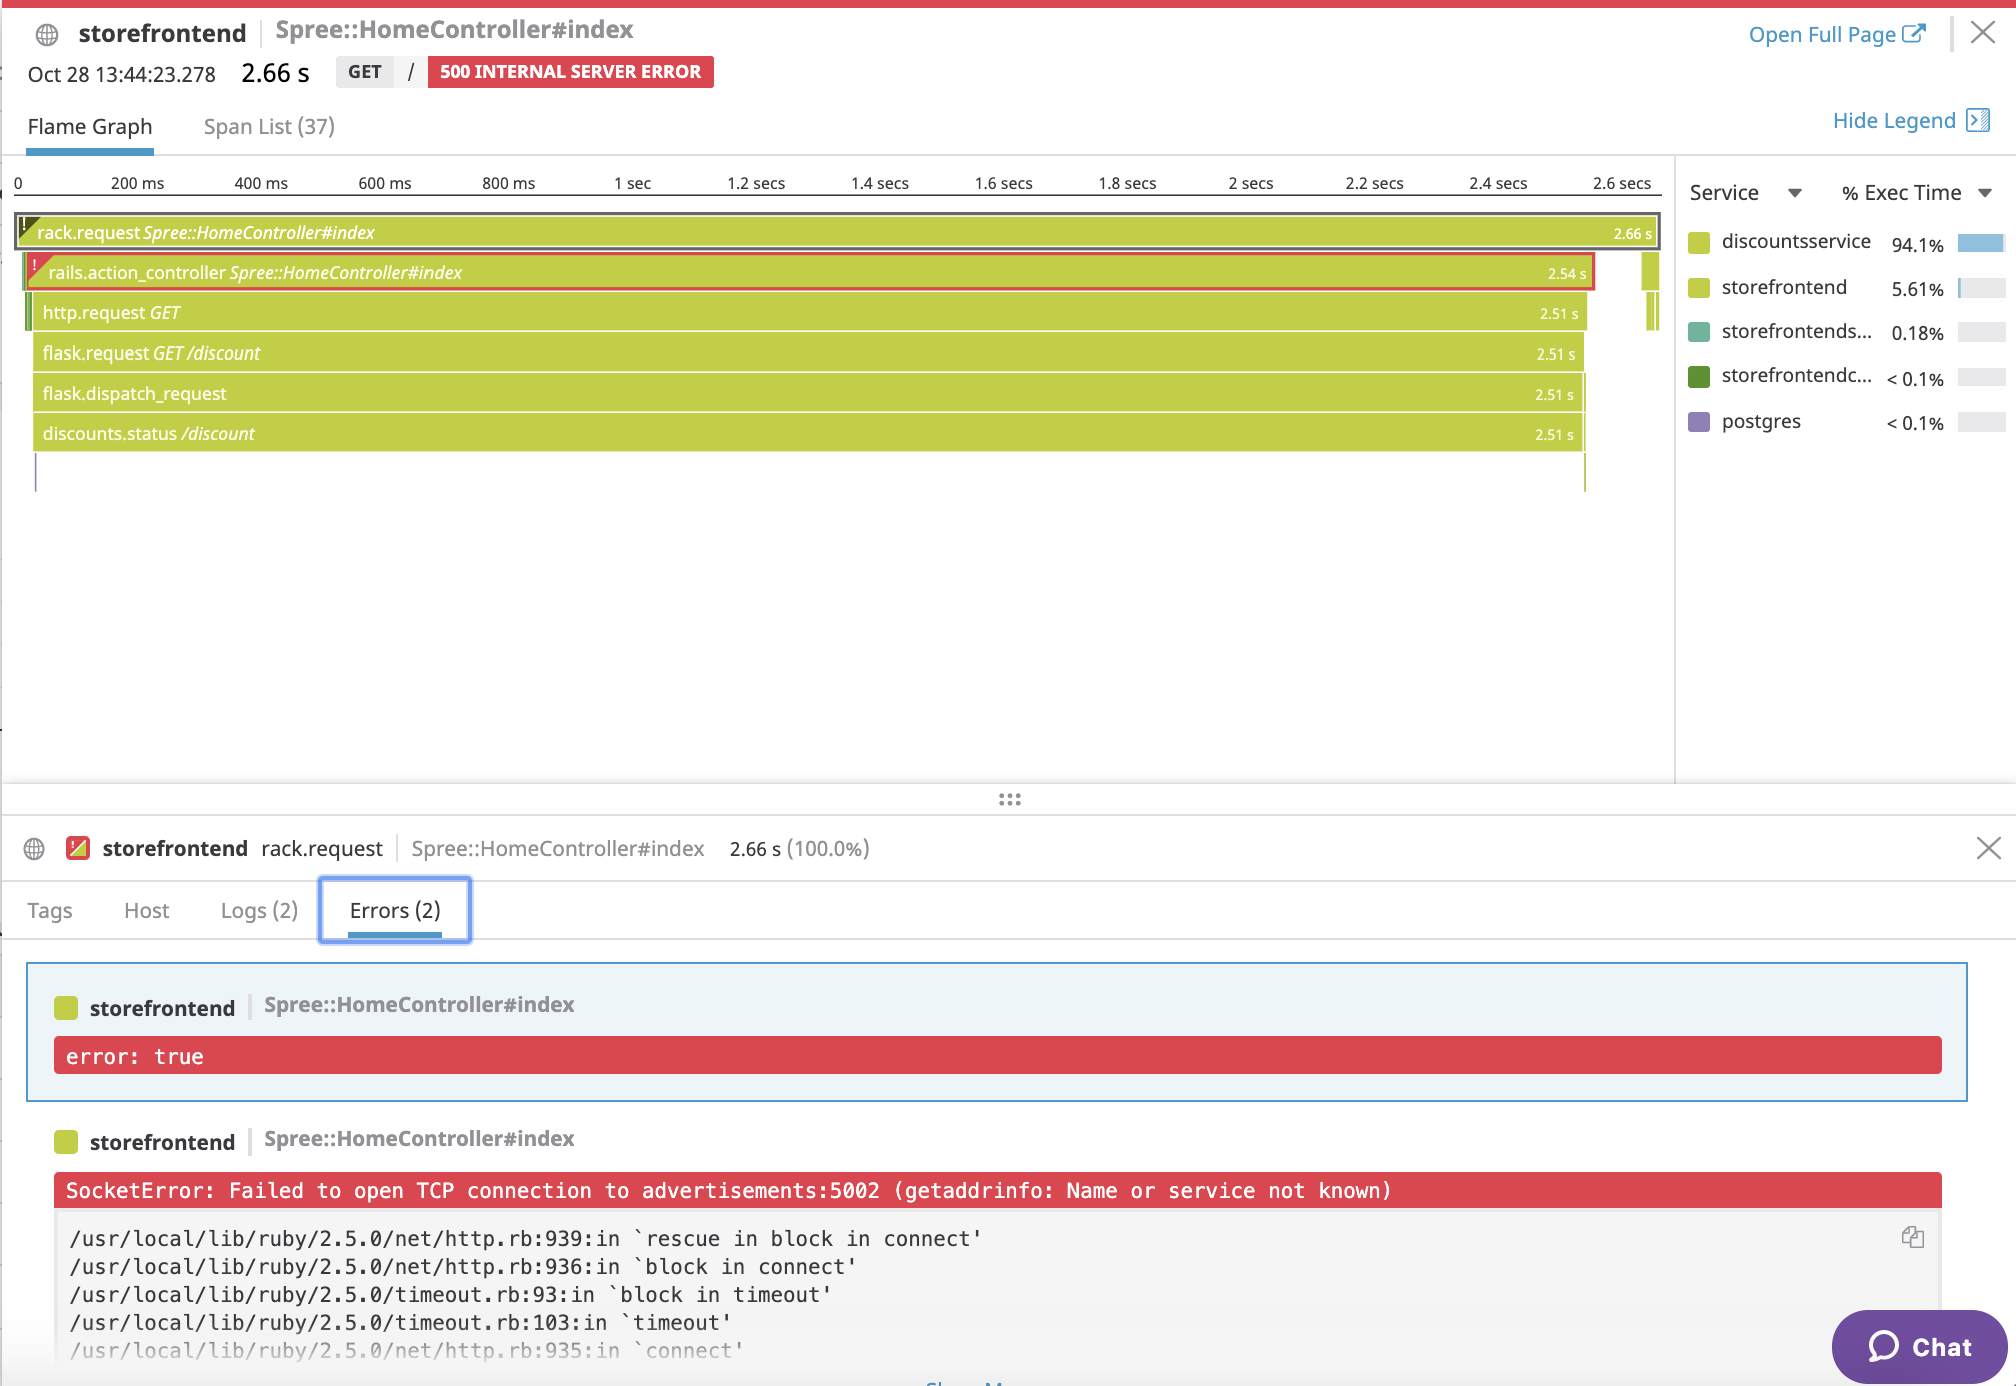 storefrontend Spree::HomeController#index
Open Full Page
Oct 28 13:44:23.278 2.66 s GET / 500 INTERNAL SERVER ERROR
Flame Graph Span List (37)
Hide Legend
0 200 ms 400 ms 600 ms 800 ms 1 sec 1.2 secs 1.4 secs 1.6 secs 1.8 secs 2 secs 2.2 secs 2.4 secs 2.6 secs
! rack.request Spree::HomeController#index 2.66 s
! rails.action_controller Spree::HomeController#index 2.54 s
http.request GET 2.51 s
flask.request GET /discount 2.51 s
flask.dispatch_request 2.51 s
discounts.status /discount 2.51 s
Service % Exec Time
discountsservice 94.1%
storefrontend 5.61%
storefrontends... 0.18%
storefrontendc... < 0.1%
postgres < 0.1%
! storefrontend rack.request Spree::HomeController#index 2.66 s (100.0%)
Tags Host Logs (2) Errors (2)
storefrontend Spree::HomeController#index
error: true
storefrontend Spree::HomeController#index
SocketError: Failed to open TCP connection to advertisements:5002 (getaddrinfo: Name or service not known)
/usr/local/lib/ruby/2.5.0/net/http.rb:939:in `rescue in block in connect'
/usr/local/lib/ruby/2.5.0/net/http.rb:936:in `block in connect'
/usr/local/lib/ruby/2.5.0/timeout.rb:93:in `block in timeout'
/usr/local/lib/ruby/2.5.0/timeout.rb:103:in `timeout'
/usr/local/lib/ruby/2.5.0/net/http.rb:935:in `connect'
Chat